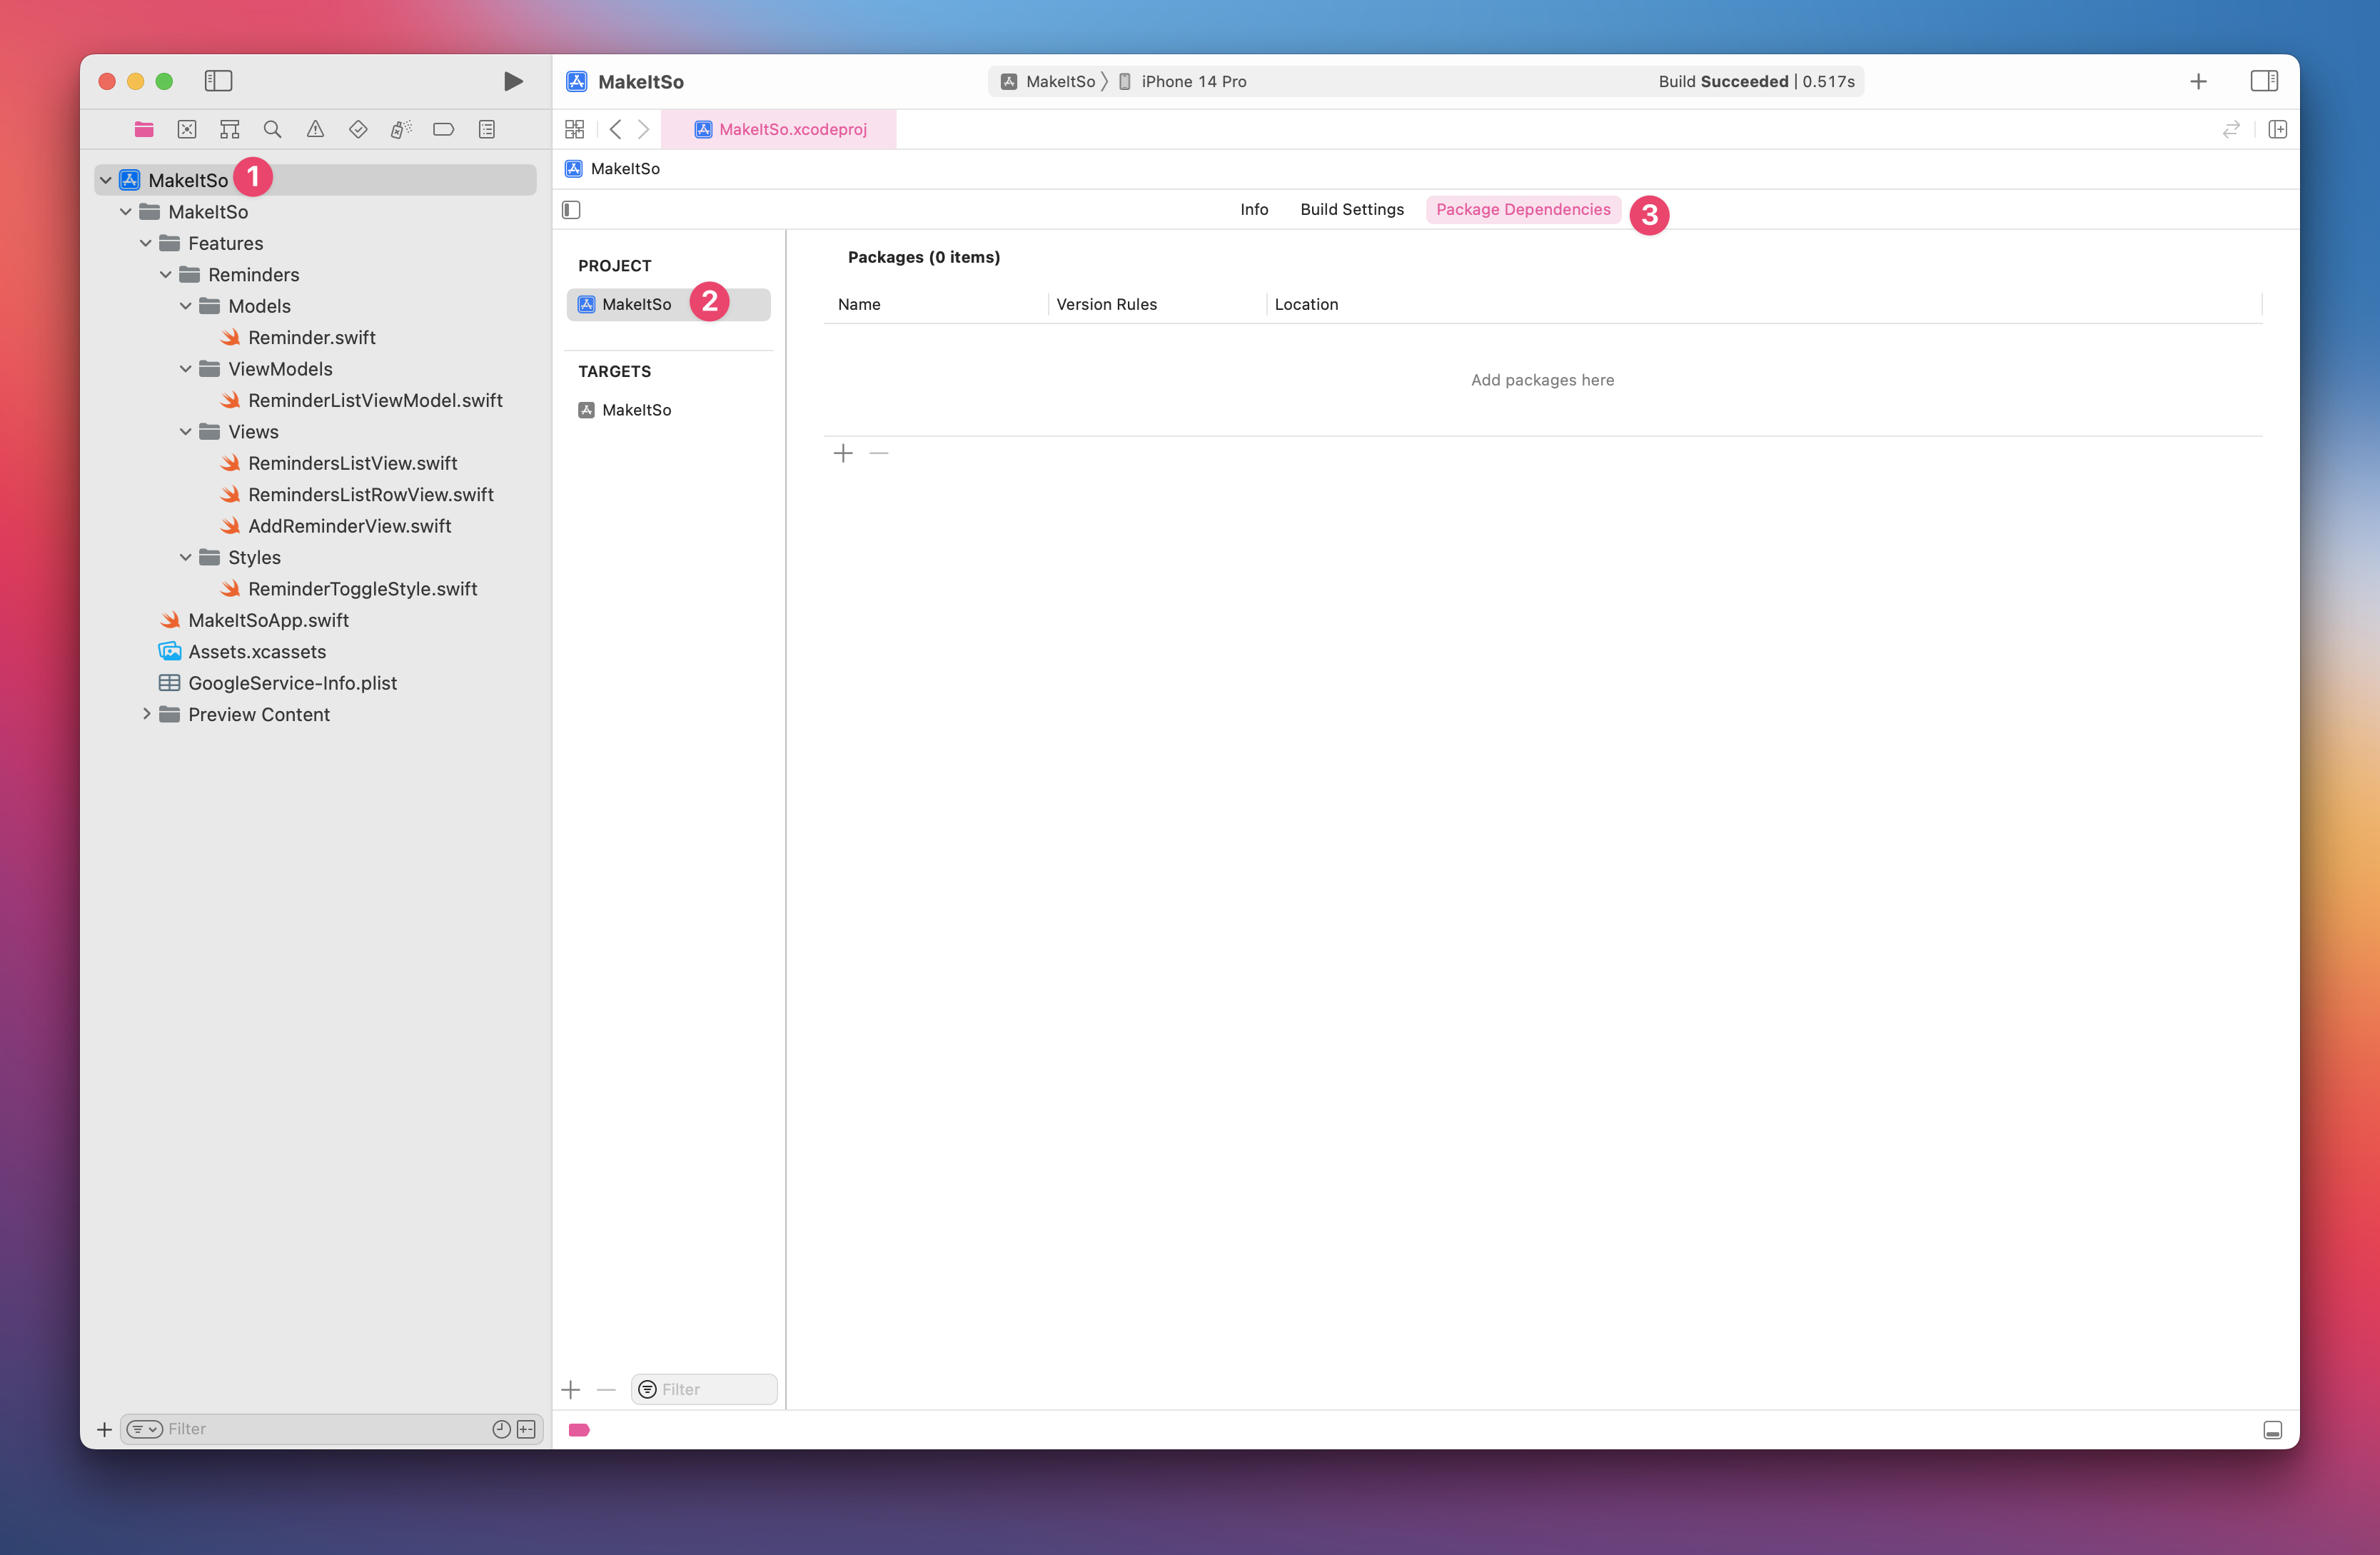 MakeItSo
MakeItSo
iPhone 14 Pro
Build Succeeded | 0.517s
MakeItSo.xcodeproj
MakeItSo
MakeItSo 1
MakeItSo
Features
Reminders
Models
Reminder.swift
ViewModels
ReminderListViewModel.swift
Views
RemindersListView.swift
RemindersListRowView.swift
AddReminderView.swift
Styles
ReminderToggleStyle.swift
MakeItSoApp.swift
Assets.xcassets
GoogleService-Info.plist
Preview Content
Filter
Info
Build Settings
Package Dependencies 3
PROJECT
MakeItSo 2
TARGETS
MakeItSo
Filter
Packages (0 items)
Name
Version Rules
Location
Add packages here